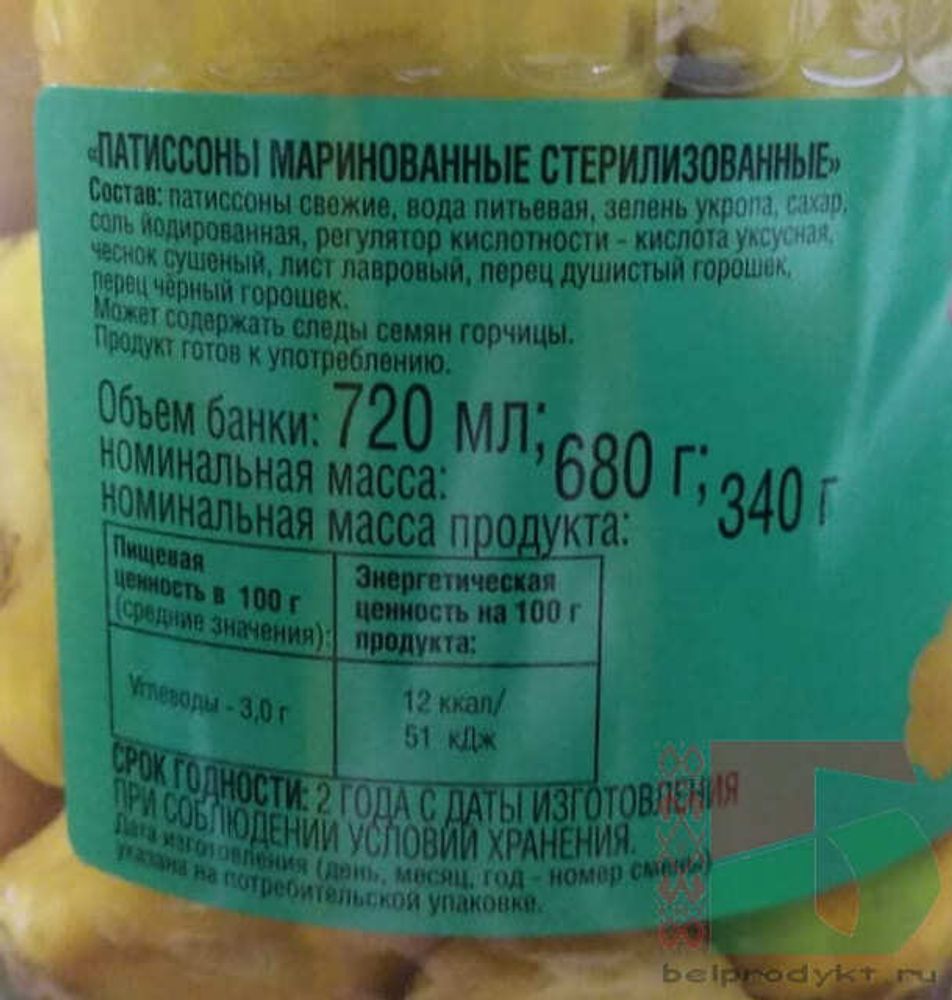 «ПАТИССОНЫ МАРИНОВАННЫЕ СТЕРИЛИЗОВАННЫЕ»
Состав: патиссоны свежие, вода питьевая, зелень укропа, сахар,
соль йодированная, регулятор кислотности - кислота уксусная,
чеснок сушеный, лист лавровый, перец душистый горошек,
перец чёрный горошек.
Может содержать следы семян горчицы.
Продукт готов к употреблению.
Объем банки: 720 мл;
номинальная масса: 680 г;
номинальная масса продукта: 340 г
Пищевая
ценность в 100 г
(средние значения):
Энергетическая
ценность на 100 г
продукта:
Углеводы - 3,0 г
12 ккал/
51 кДж
СРОК ГОДНОСТИ: 2 ГОДА С ДАТЫ ИЗГОТОВЛЕНИЯ
ПРИ СОБЛЮДЕНИИ УСЛОВИЙ ХРАНЕНИЯ.
Дата изготовления (день, месяц, год - номер смены)
указана на потребительской упаковке.
belprodykt.ru